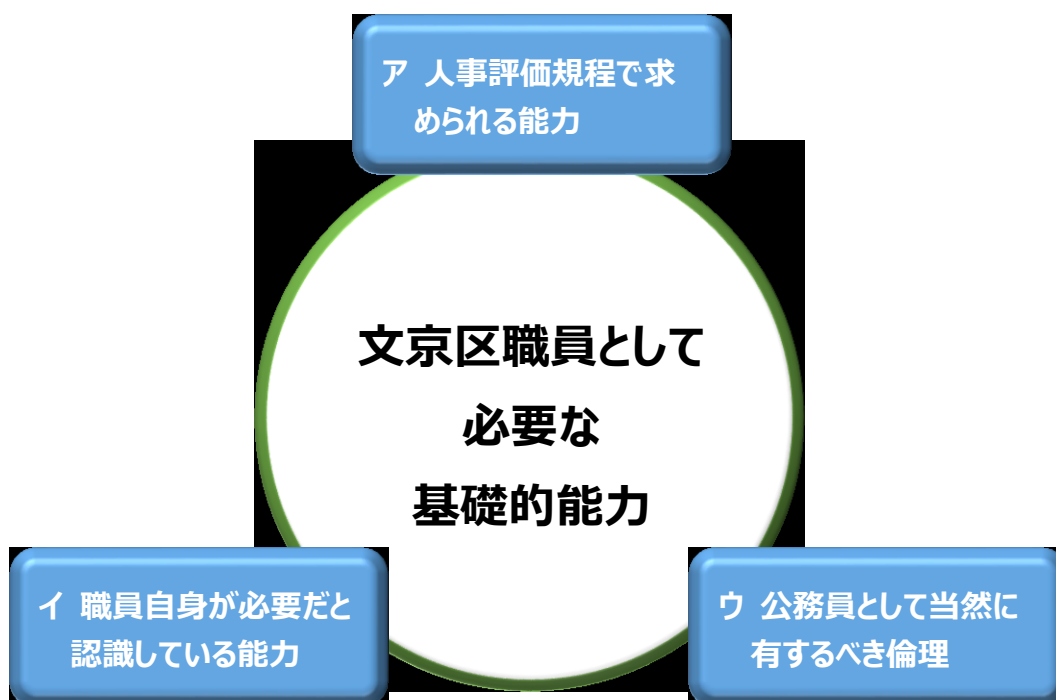 ア 人事評価規程で求
められる能力
文京区職員として
必要な
基礎的能力
イ 職員自身が必要だと
認識している能力
ウ 公務員として当然に
有するべき倫理